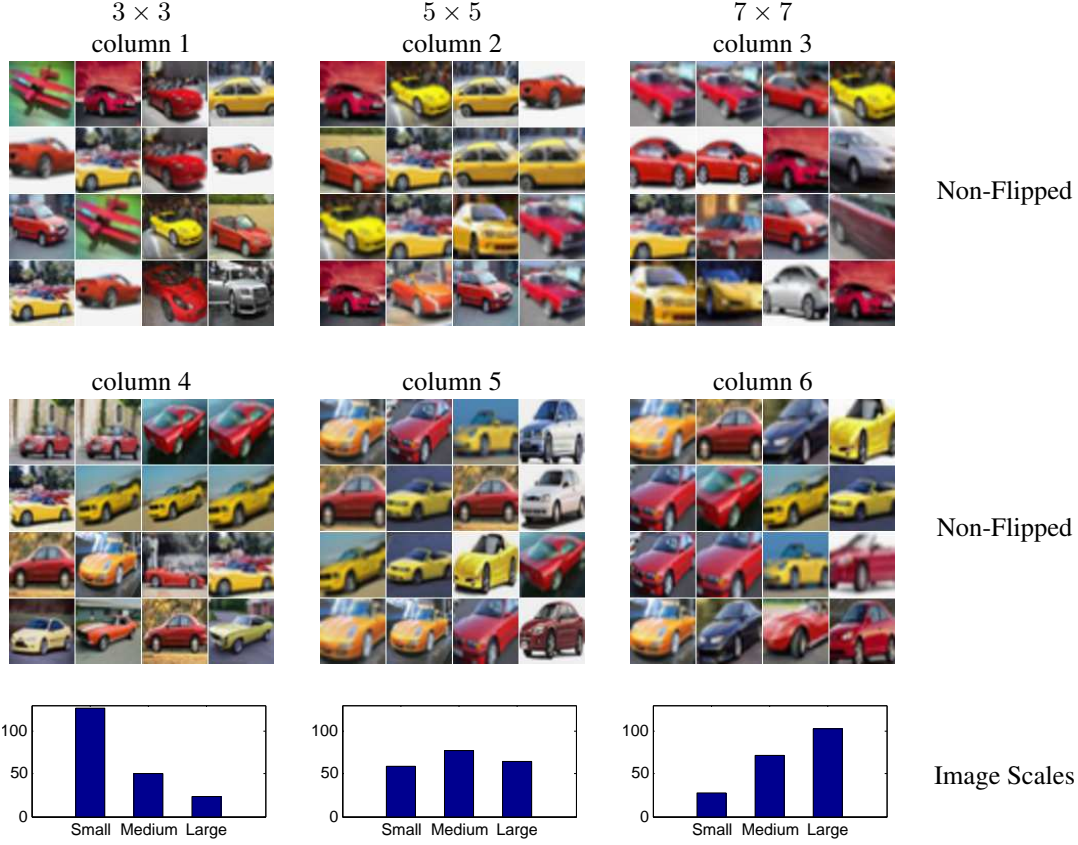 3 × 3 5 × 5 7 × 7
column 1 column 2 column 3
Non-Flipped
column 4 column 5 column 6
Non-Flipped
100 100 100
50 50 50
0 0 0
Image Scales
Small Medium Large Small Medium Large Small Medium Large